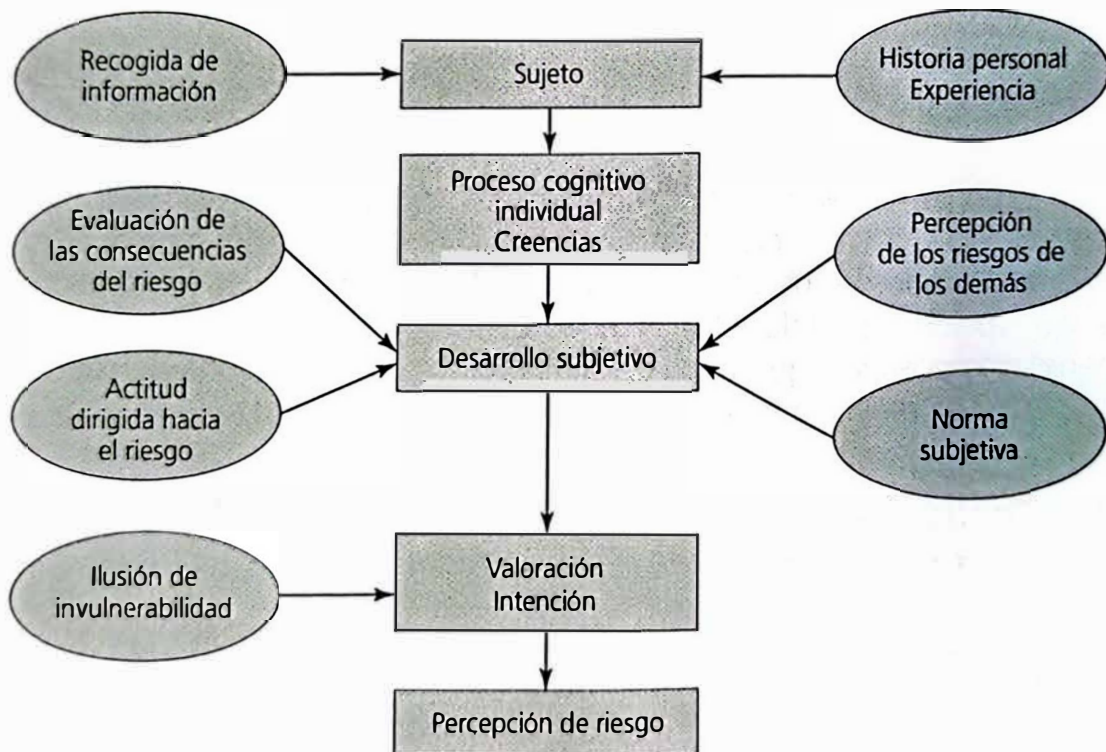 Recogida de
información
Sujeto
Historia personal
Experiencia
Proceso cognitivo
individual
Creencias
Evaluación de
las consecuencias
del riesgo
Percepción
de los riesgos de
los demás
Desarrollo subjetivo
Actitud
dirigida hacia
el riesgo
Norma
subjetiva
Ilusión de
invulnerabilidad
Valoración
Intención
Percepción de riesgo